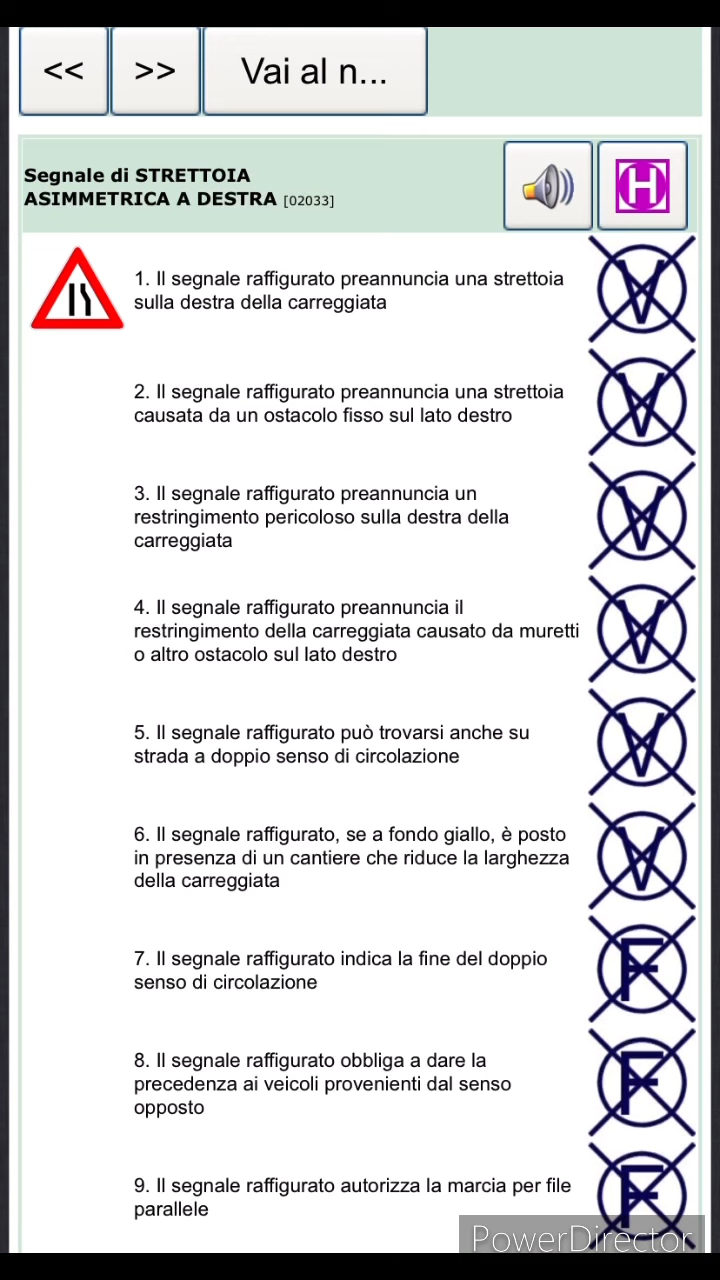 << >> Vai al n...
Segnale di STRETTOIA
ASIMMETRICA A DESTRA [02033]
H
1. Il segnale raffigurato preannuncia una strettoia
sulla destra della carreggiata
V
2. Il segnale raffigurato preannuncia una strettoia
causata da un ostacolo fisso sul lato destro
V
3. Il segnale raffigurato preannuncia un
restringimento pericoloso sulla destra della
carreggiata
V
4. Il segnale raffigurato preannuncia il
restringimento della carreggiata causato da muretti
o altro ostacolo sul lato destro
V
5. Il segnale raffigurato può trovarsi anche su
strada a doppio senso di circolazione
V
6. Il segnale raffigurato, se a fondo giallo, è posto
in presenza di un cantiere che riduce la larghezza
della carreggiata
V
7. Il segnale raffigurato indica la fine del doppio
senso di circolazione
F
8. Il segnale raffigurato obbliga a dare la
precedenza ai veicoli provenienti dal senso
opposto
F
9. Il segnale raffigurato autorizza la marcia per file
parallele
F
PowerDirector